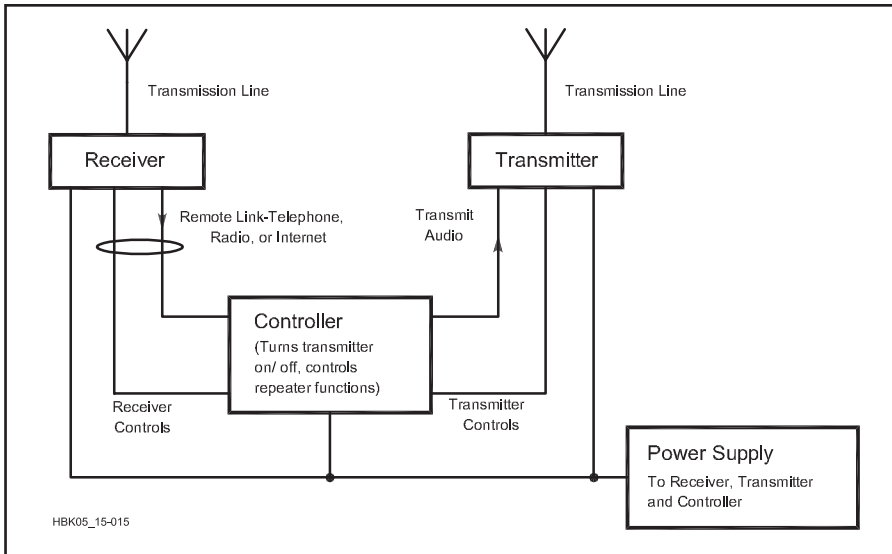 Transmission Line
Transmission Line
Receiver
Transmitter
Remote Link-Telephone,
Radio, or Internet
Transmit
Audio
Controller
(Turns transmitter
on/ off, controls
repeater functions)
Receiver
Controls
Transmitter
Controls
Power Supply
To Receiver, Transmitter
and Controller
HBK05_15-015